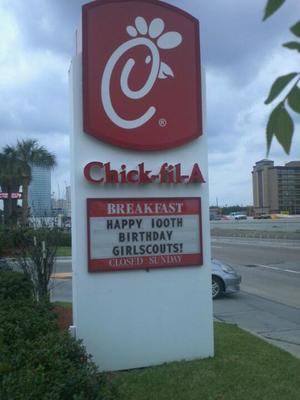 Chick-fil-A
BREAKFAST
HAPPY 100TH
BIRTHDAY
GIRLSCOUTS!
CLOSED SUNDAY